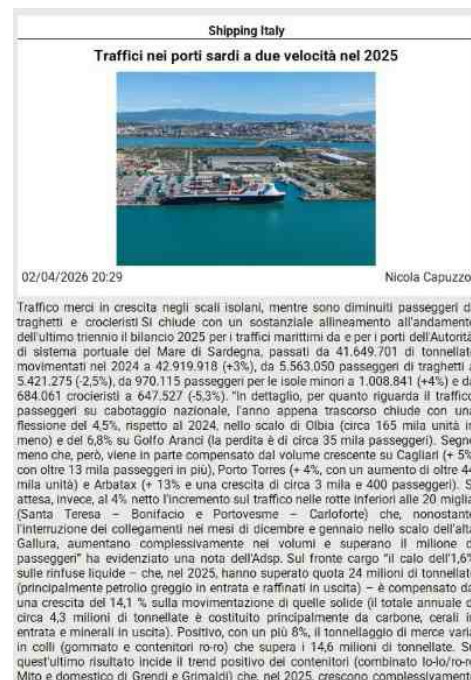 Shipping Italy
Traffici nei porti sardi a due velocità nel 2025
02/04/2026 20:29
Nicola Capuzzo
Traffico merci in crescita negli scali isolani, mentre sono diminuiti passeggeri di
traghetti e crocieristi Si chiude con un sostanziale allineamento all'andamento
dell'ultimo triennio il bilancio 2025 per i traffici marittimi da e per i porti dell'Autorità
di sistema portuale del Mare di Sardegna, passati da 41.649.701 di tonnellate
movimentati nel 2024 a 42.919.918 (+3%), da 5.563.050 passeggeri di traghetti a
5.421.275 (-2,5%), da 970.115 passeggeri per le isole minori a 1.008.841 (+4%) e da
684.061 crocieristi a 647.527 (-5,3%). "In dettaglio, per quanto riguarda il traffico
passeggeri su cabotaggio nazionale, l'anno appena trascorso chiude con una
flessione del 4,5%, rispetto al 2024, nello scalo di Olbia (circa 165 mila unità in
meno) e del 6,8% su Golfo Aranci (la perdita è di circa 35 mila passeggeri). Segno
meno che, però, viene in parte compensato dal volume crescente su Cagliari (+ 5%
con oltre 13 mila passeggeri in più), Porto Torres (+ 4%, con un aumento di oltre 44
mila unità) e Arbatax (+ 13% e una crescita di circa 3 mila e 400 passeggeri). Si
attesa, invece, al 4% netto l'incremento sul traffico nelle rotte inferiori alle 20 miglia
(Santa Teresa – Bonifacio e Portovesme – Carloforte) che, nonostante
l'interruzione dei collegamenti nei mesi di dicembre e gennaio nello scalo dell'alta
Gallura, aumentano complessivamente nei volumi e superano il milione di
passeggeri" ha evidenziato una nota dell'Adsp. Sul fronte cargo "il calo dell'1,6%
sulle rinfuse liquide – che, nel 2025, hanno superato quota 24 milioni di tonnellate
(principalmente petrolio greggio in entrata e raffinati in uscita) – è compensato da
una crescita del 14,1 % sulla movimentazione di quelle solide (il totale annuale di
circa 4,3 milioni di tonnellate è costituito principalmente da carbone, cerali in
entrata e minerali in uscita). Positivo, con un più 8%, il tonnellaggio di merce varia
in colli (gommato e contenitori ro-ro) che supera i 14,6 milioni di tonnellate. Su
quest'ultimo risultato incide il trend positivo dei contenitori (combinato lo-lo/ro-ro
Mito e domestico di Grendi e Grimaldi) che, nel 2025, crescono complessivamente